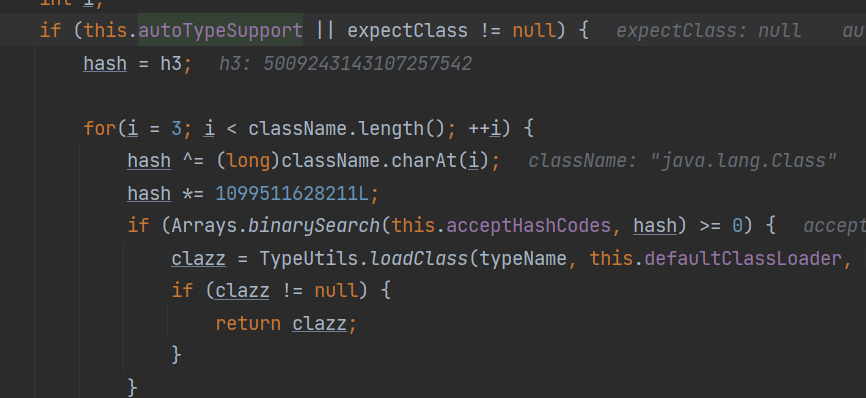 int i;
if (this.autoTypeSupport || expectClass != null) { expectClass: null au
hash = h3; h3: 5009243143107257542
for(i = 3; i < className.length(); ++i) {
hash ^= (long)className.charAt(i); className: "java.lang.Class"
hash *= 1099511628211L;
if (Arrays.binarySearch(this.acceptHashCodes, hash) >= 0) { accept
clazz = TypeUtils.loadClass(typeName, this.defaultClassLoader,
if (clazz != null) {
return clazz;
}
}